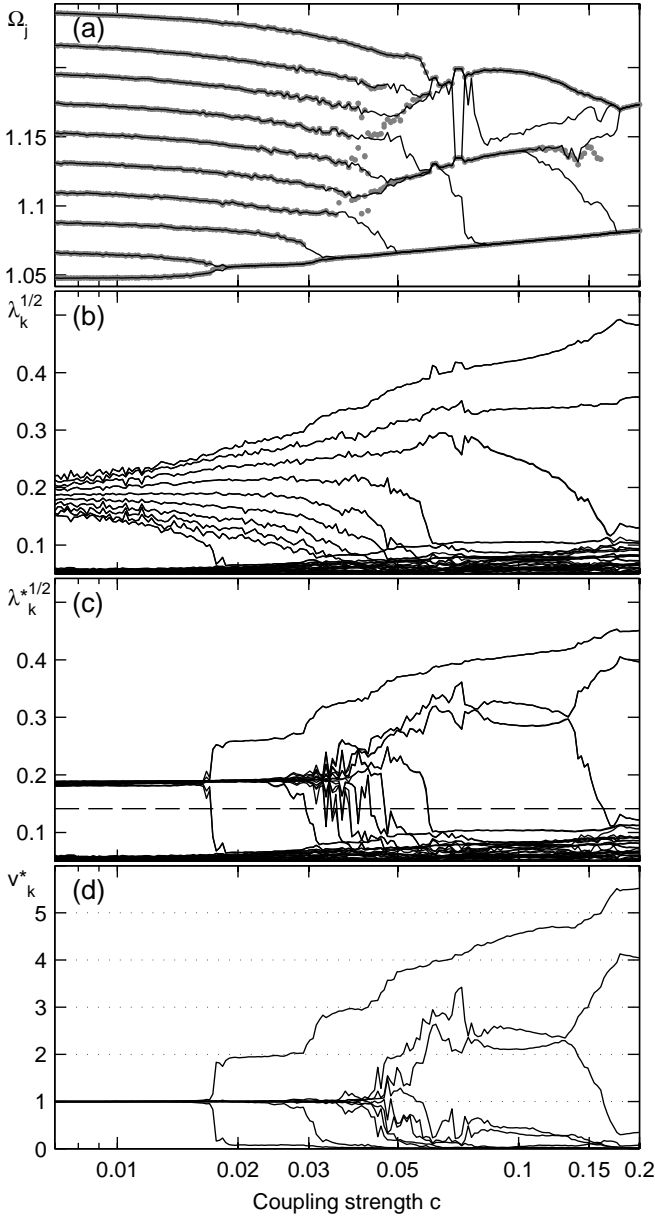 Ω_j
(a)
1.15
1.1
1.05
λ_k^{1/2}
(b)
0.4
0.3
0.2
0.1
λ*_k^{1/2}
(c)
0.4
0.3
0.2
0.1
v*_k
(d)
5
4
3
2
1
0
0.01 0.02 0.03 0.05 0.1 0.15 0.2
Coupling strength c